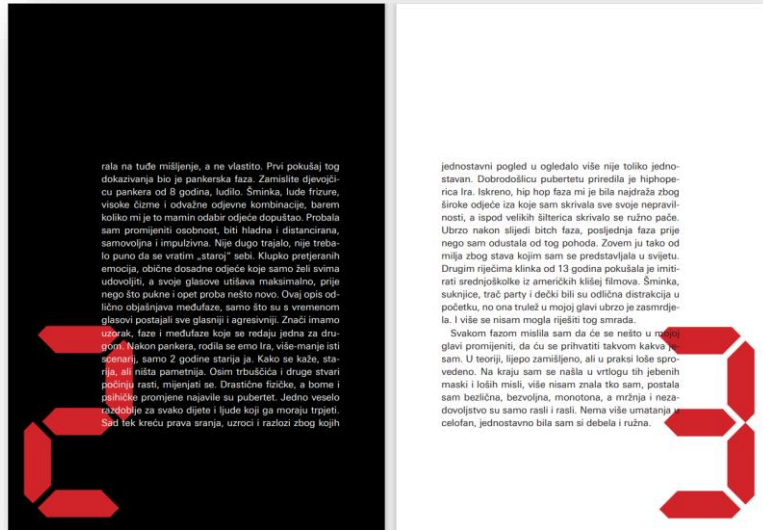 rala na tuđe mišljenje, a ne vlastito. Prvi pokušaj tog
dokazivanja bio je pankerska faza. Zamislite djevojči-
cu pankera od 8 godina, ludilo. Šminka, lude frizure,
visoke čizme i odvažne odjevne kombinacije, barem
koliko mi je to mamin odabir odjeće dopuštao. Probala
sam promijeniti osobnost, biti hladna i distancirana,
samovoljna i impulzivna. Nije dugo trajalo, nije treba-
lo puno da se vratim „staroj” sebi. Klupko pretjeranih
emocija, obične dosadne odjeće koje samo želi svima
udovoljiti, a svoje glasove utišava maksimalno, prije
nego što pukne i opet proba nešto novo. Ovaj opis od-
lično objašnjava međufaze, samo što su s vremenom
glasovi postajali sve glasniji i agresivniji. Znači imamo
uzorak, faze i međufaze koje se redaju jedna za dru-
gom. Nakon pankera, rodila se emo Ira, više-manje isti
scenarij, samo 2 godine starija ja. Kako se kaže, sta-
rija, ali ništa pametnija. Osim trbuščića i druge stvari
počinju rasti, mijenjati se. Drastične fizičke, a bome i
psihičke promjene najavile su pubertet. Jedno veselo
razdoblje za svako dijete i ljude koji ga moraju trpjeti.
Sad tek kreću prava sranja, uzroci i razlozi zbog kojih
2
jednostavni pogled u ogledalo više nije toliko jedno-
stavan. Dobrodošlicu pubertetu priredila je hiphope-
rica Ira. Iskreno, hip hop faza mi je bila najdraža zbog
široke odjeće iza koje sam skrivala sve svoje nepravil-
nosti, a ispod velikih šilterica skrivalo se ružno pače.
Ubrzo nakon slijedi bitch faza, posljednja faza prije
nego sam odustala od tog pohoda. Zovem ju tako od
milja zbog stava kojim sam se predstavljala u svijetu.
Drugim riječima klinka od 13 godina pokušala je imiti-
rati srednjoškolke iz američkih klišej filmova. Šminka,
suknjice, trač party i dečki bili su odlična distrakcija u
početku, no ona trulež u mojoj glavi ubrzo je zasmrdje-
la. I više se nisam mogla riješiti tog smrada.
Svakom fazom mislila sam da će se nešto u mojoj
glavi promijeniti, da ću se prihvatiti takvom kakva je-
sam. U teoriji, lijepo zamišljeno, ali u praksi loše spro-
vedeno. Na kraju sam se našla u vrtlogu tih jebenih
maski i loših misli, više nisam znala tko sam, postala
sam bezlična, bezvoljna, monotona, a mržnja i neza-
dovoljstvo su samo rasli i rasli. Nema više umatanja u
celofan, jednostavno bila sam si debela i ružna.
3